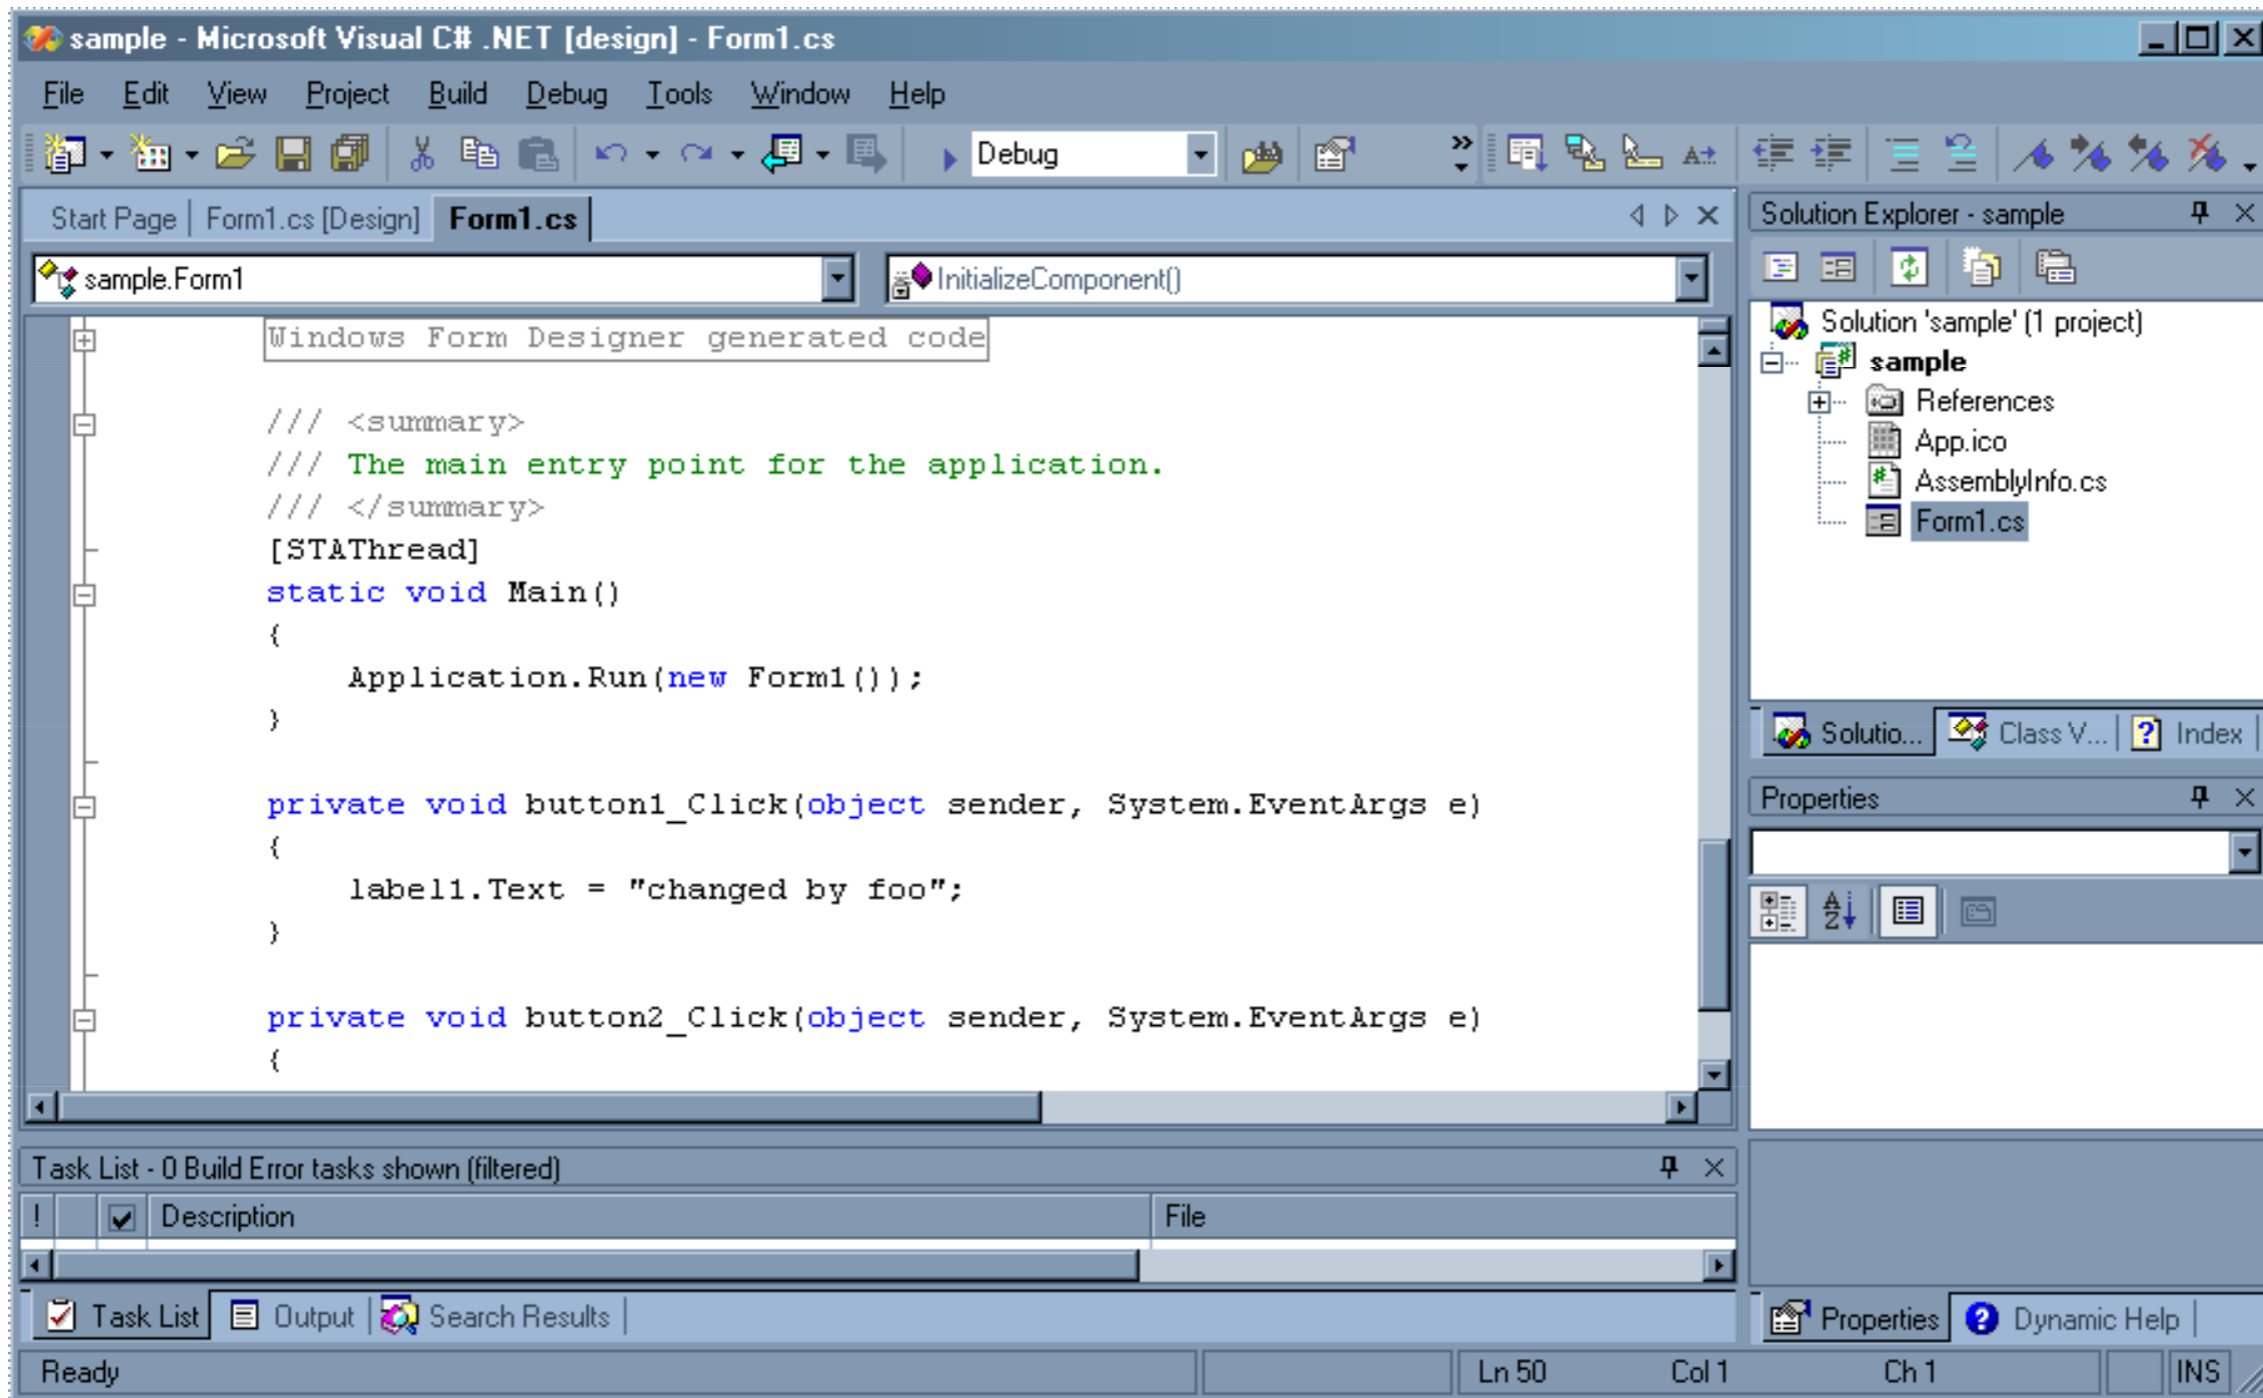 sample - Microsoft Visual C# .NET [design] - Form1.cs
File Edit View Project Build Debug Tools Window Help
Debug
Start Page Form1.cs [Design] Form1.cs
sample.Form1 InitializeComponent()
Windows Form Designer generated code
/// <summary>
/// The main entry point for the application.
/// </summary>
[STAThread]
static void Main()
{
Application.Run(new Form1());
}
private void button1_Click(object sender, System.EventArgs e)
{
label1.Text = "changed by foo";
}
private void button2_Click(object sender, System.EventArgs e)
{
Solution Explorer - sample
Solution 'sample' (1 project)
sample
References
App.ico
AssemblyInfo.cs
Form1.cs
Solutio... Class V... Index
Properties
Task List - 0 Build Error tasks shown (filtered)
! Description File
Task List Output Search Results
Properties Dynamic Help
Ready Ln 50 Col 1 Ch 1 INS